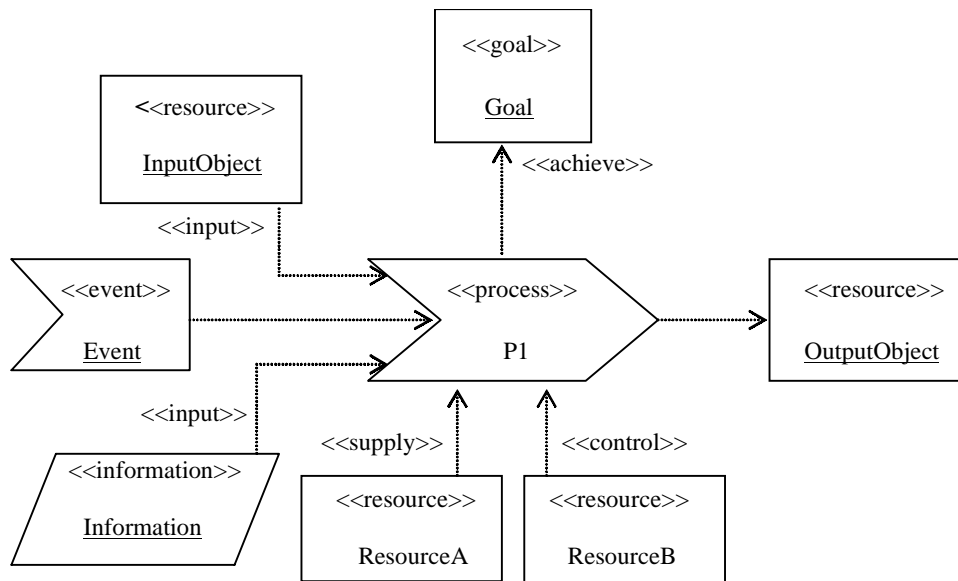 <<goal>>
Goal
<<resource>>
InputObject
<<achieve>>
<<input>>
<<event>>
Event
<<process>>
P1
<<resource>>
OutputObject
<<input>>
<<supply>>
<<control>>
<<information>>
Information
<<resource>>
ResourceA
<<resource>>
ResourceB